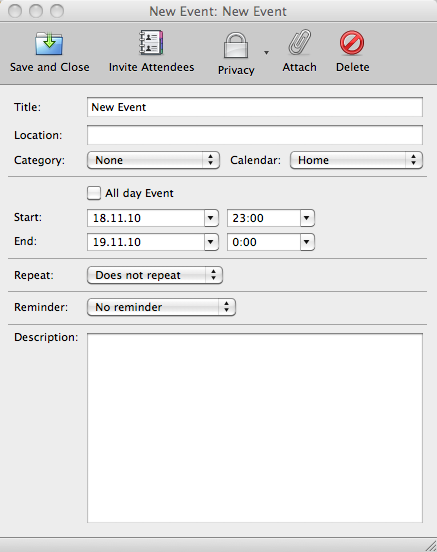 New Event: New Event
Save and Close Invite Attendees Privacy Attach Delete
Title: New Event
Location:
Category: None Calendar: Home
All day Event
Start: 18.11.10 23:00
End: 19.11.10 0:00
Repeat: Does not repeat
Reminder: No reminder
Description: